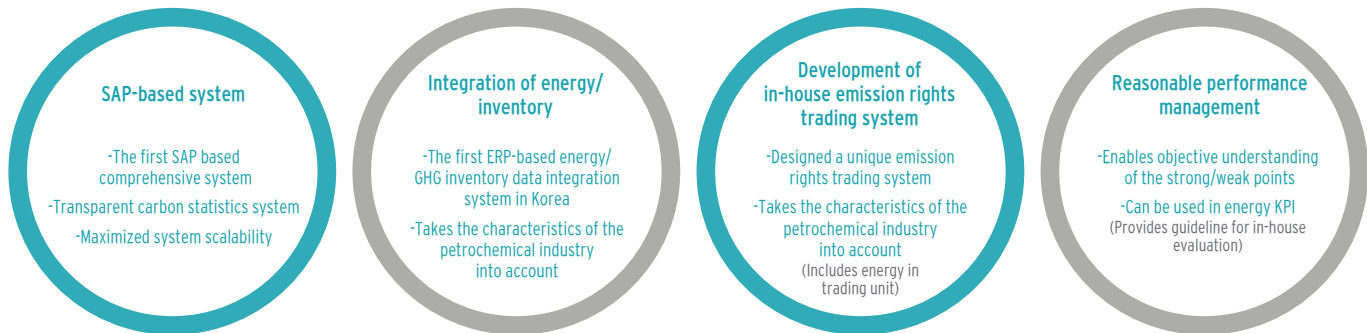 SAP-based system
-The first SAP based
comprehensive system
-Transparent carbon statistics system
-Maximized system scalability
Integration of energy/
inventory
-The first ERP-based energy/
GHG inventory data integration
system in Korea
-Takes the characteristics of the
petrochemical industry
into account
Development of
in-house emission rights
trading system
-Designed a unique emission
rights trading system
-Takes the characteristics of the
petrochemical industry
into account
(Includes energy in
trading unit)
Reasonable performance
management
-Enables objective understanding
of the strong/weak points
-Can be used in energy KPI
(Provides guideline for in-house
evaluation)